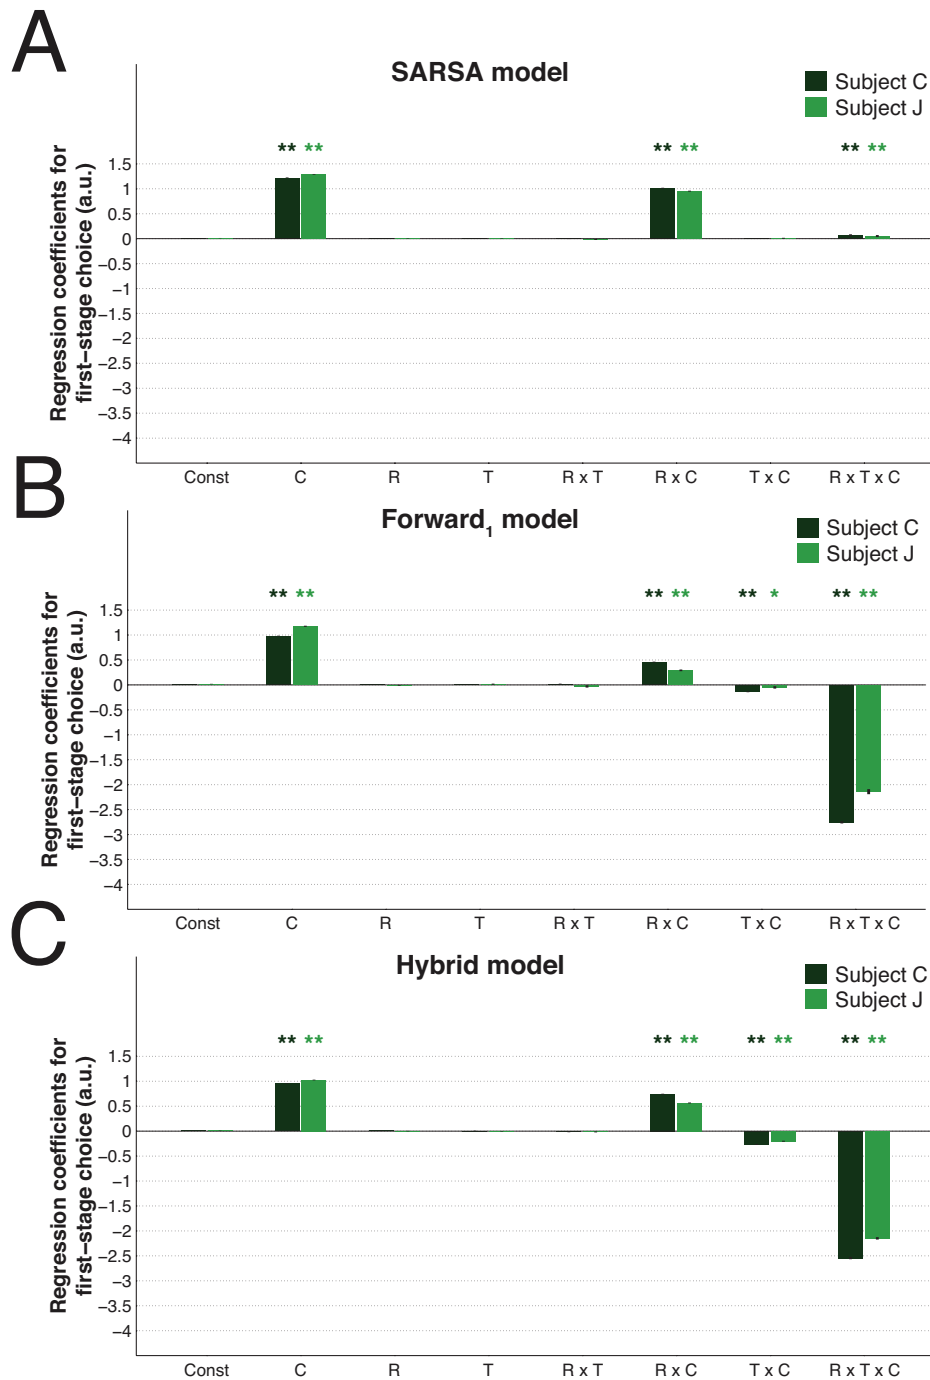 A
SARSA model
Subject C
Subject J
Regression coefficients for
first−stage choice (a.u.)
** ** ** ** ** **
1.5
1
0.5
0
−0.5
−1
−1.5
−2
−2.5
−3
−3.5
−4
Const C R T R x T R x C T x C R x T x C
B
Forward1 model
Subject C
Subject J
Regression coefficients for
first−stage choice (a.u.)
** ** ** ** ** * ** **
1.5
1
0.5
0
−0.5
−1
−1.5
−2
−2.5
−3
−3.5
−4
Const C R T R x T R x C T x C R x T x C
C
Hybrid model
Subject C
Subject J
Regression coefficients for
first−stage choice (a.u.)
** ** ** ** ** ** ** **
1.5
1
0.5
0
−0.5
−1
−1.5
−2
−2.5
−3
−3.5
−4
Const C R T R x T R x C T x C R x T x C